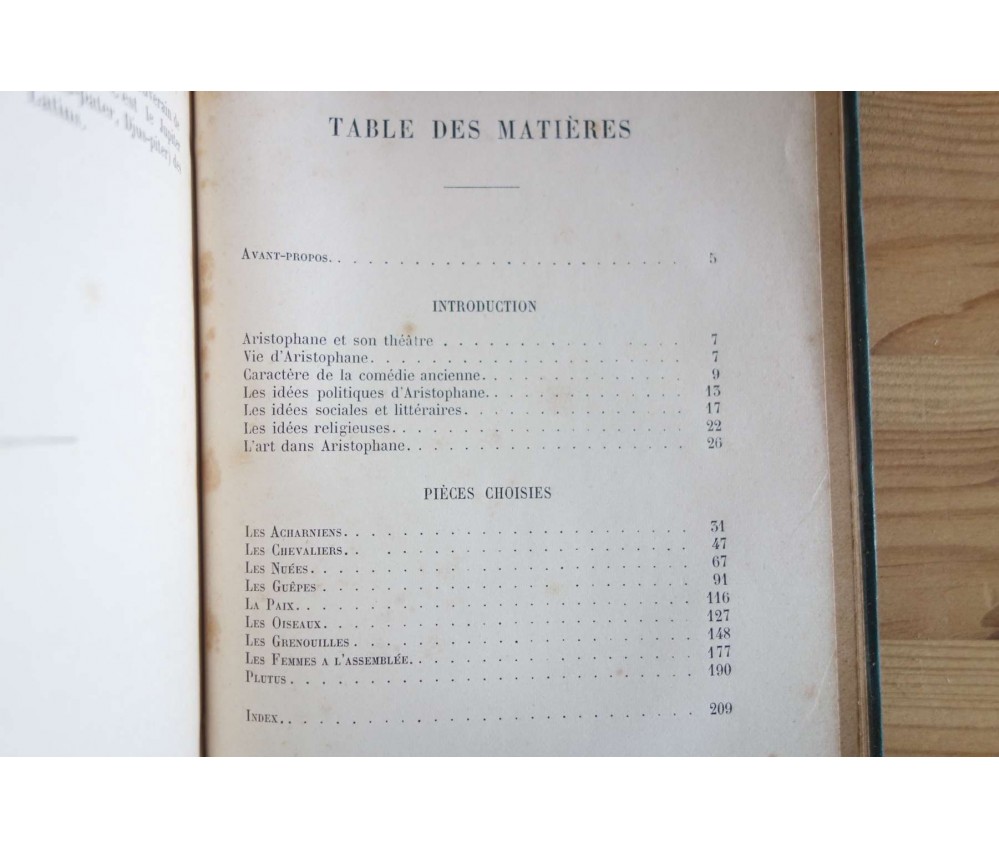 Latins.
TABLE DES MATIÈRES
AVANT-PROPOS. . . . . . . . . . . . . . . . . . . . . . 5
INTRODUCTION
Aristophane et son théâtre . . . . . . . . . . . . . . . 7
Vie d'Aristophane. . . . . . . . . . . . . . . . . . . . 7
Caractère de la comédie ancienne. . . . . . . . . . . . 9
Les idées politiques d'Aristophane. . . . . . . . . . . 13
Les idées sociales et littéraires. . . . . . . . . . . . 17
Les idées religieuses. . . . . . . . . . . . . . . . . . 22
L'art dans Aristophane. . . . . . . . . . . . . . . . . 26
PIÈCES CHOISIES
LES ACHARNIENS. . . . . . . . . . . . . . . . . . . . . 31
LES CHEVALIERS. . . . . . . . . . . . . . . . . . . . . 47
LES NUÉES. . . . . . . . . . . . . . . . . . . . . . . . 67
LES GUÊPES . . . . . . . . . . . . . . . . . . . . . . . 91
LA PAIX. . . . . . . . . . . . . . . . . . . . . . . . . 116
LES OISEAUX. . . . . . . . . . . . . . . . . . . . . . . 127
LES GRENOUILLES . . . . . . . . . . . . . . . . . . . . 148
LES FEMMES A L'ASSEMBLÉE. . . . . . . . . . . . . . . . 177
PLUTUS . . . . . . . . . . . . . . . . . . . . . . . . . 190
INDEX. . . . . . . . . . . . . . . . . . . . . . . . . . 209